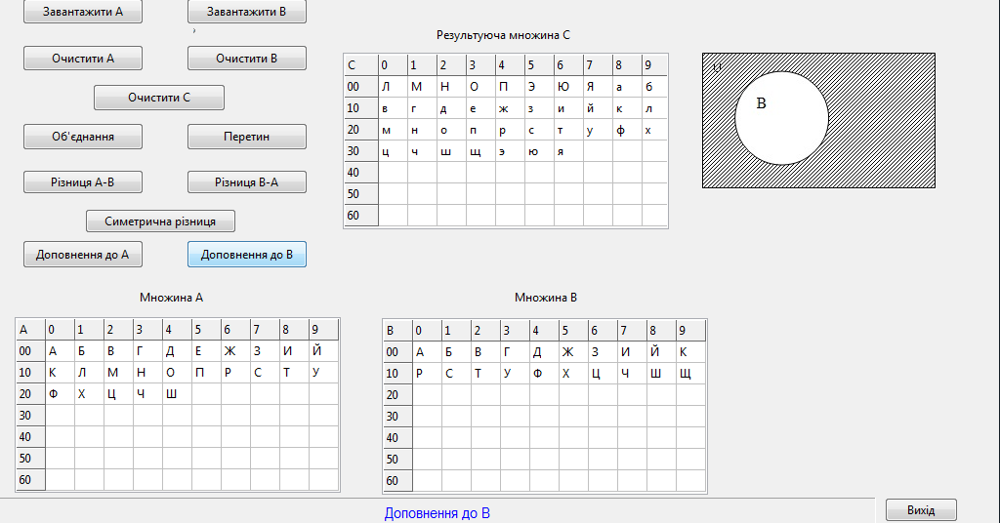 Завантажити А
Завантажити В
Очистити А
Очистити В
Очистити С
Об'єднання
Перетин
Різниця А-В
Різниця В-А
Симетрична різниця
Доповнення до А
Доповнення до В
Результуюча множина С
С 0 1 2 3 4 5 6 7 8 9
00 Л М Н О П Э Ю Я а б
10 в г д е ж з и й к л
20 м н о п р с т у ф х
30 ц ч ш щ э ю я
40
50
60
U
В
Множина А
А 0 1 2 3 4 5 6 7 8 9
00 А Б В Г Д Е Ж З И Й
10 К Л М Н О П Р С Т У
20 Ф Х Ц Ч Ш
30
40
50
60
Множина В
В 0 1 2 3 4 5 6 7 8 9
00 А Б В Г Д Ж З И Й К
10 Р С Т У Ф Х Ц Ч Ш Щ
20
30
40
50
60
Доповнення до В
Вихід